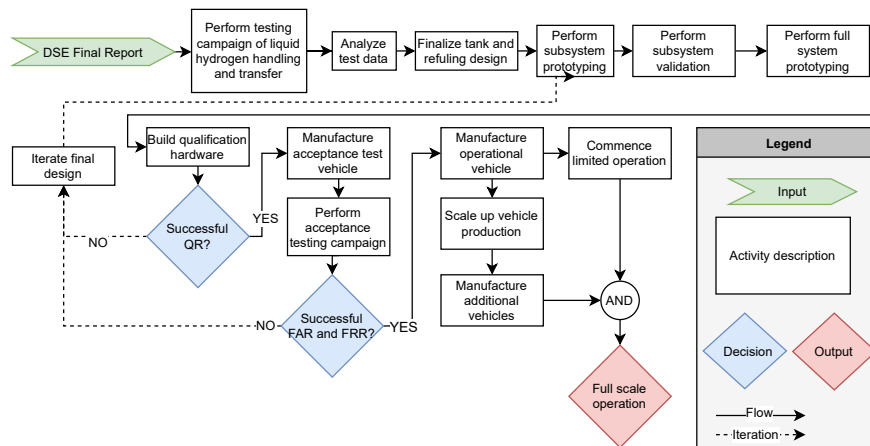 DSE Final Report
Perform testing
campaign of liquid
hydrogen handling
and transfer
Analyze
test data
Finalize tank and
refuling design
Perform
subsystem
prototyping
Perform
subsystem
validation
Perform full
system
prototyping
Iterate final
design
Build qualification
hardware
Successful
QR?
NO
YES
Manufacture
acceptance test
vehicle
Perform
acceptance
testing campaign
Successful
FAR and FRR?
NO
YES
Manufacture
operational
vehicle
Scale up vehicle
production
Manufacture
additional
vehicles
Commence
limited operation
AND
Full scale
operation
Legend
Input
Activity description
Decision
Output
Flow
Iteration